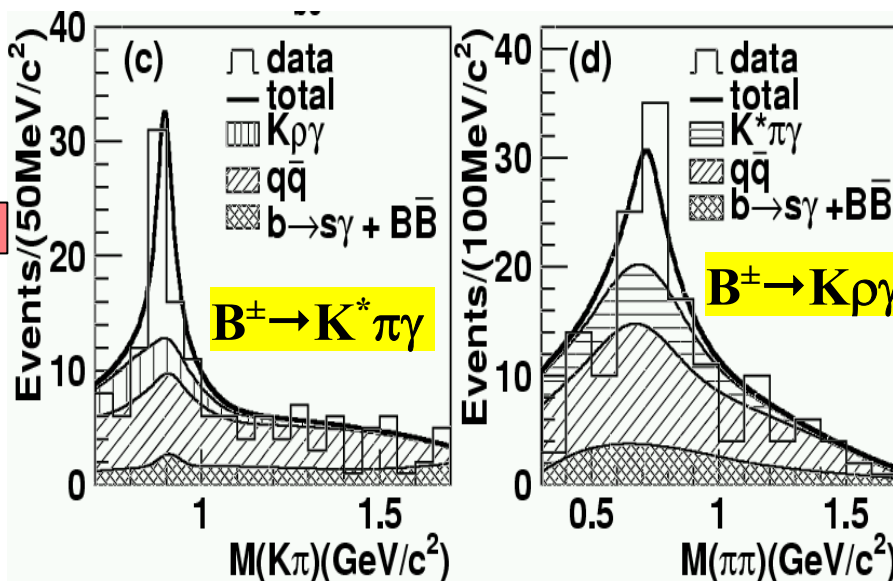 40
30
20
10
0
Events/(50MeV/c²)
(c)
data
total
Kργ
qq̄
b→sγ + BB̄
B±→K*πγ
1
1.5
M(Kπ)(GeV/c²)
40
30
20
10
0
Events/(100MeV/c²)
(d)
data
total
K*πγ
qq̄
b→sγ +BB̄
B±→Kργ
0.5
1
1.5
M(ππ)(GeV/c²)